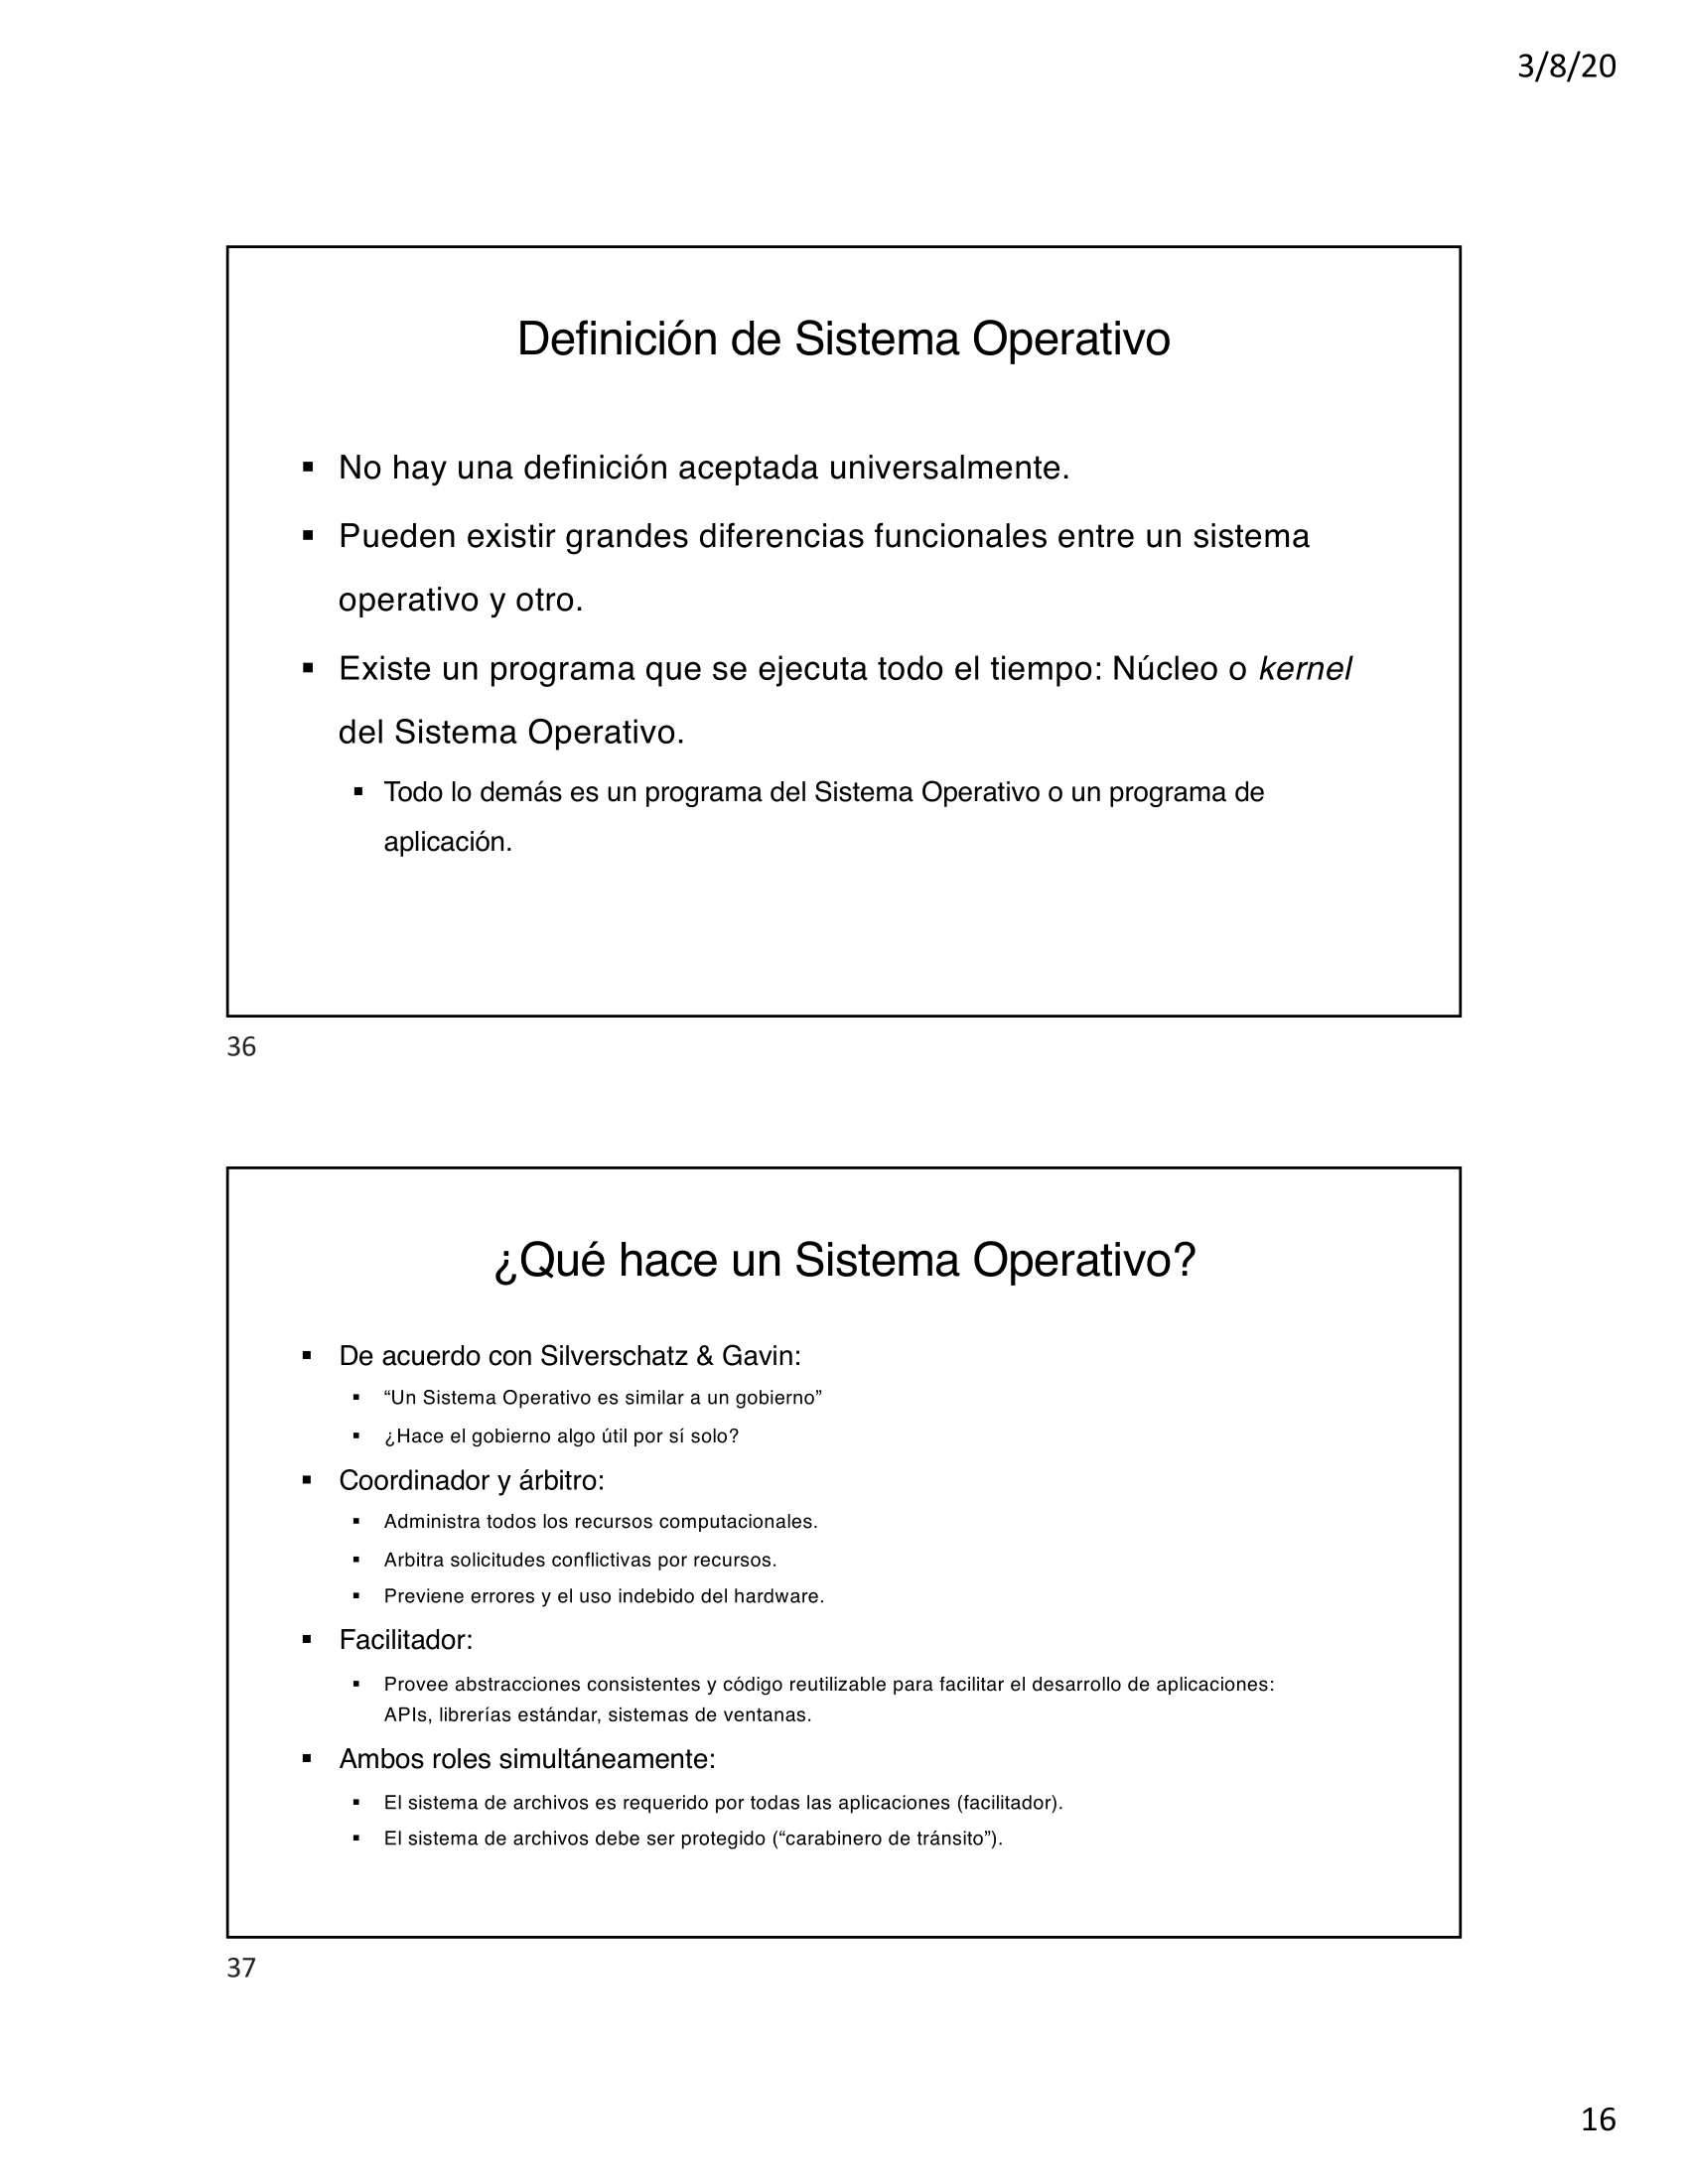 3/8/20
Definición de Sistema Operativo
▪ No hay una definición aceptada universalmente.
▪ Pueden existir grandes diferencias funcionales entre un sistema
operativo y otro.
▪ Existe un programa que se ejecuta todo el tiempo: Núcleo o kernel
del Sistema Operativo.
▪ Todo lo demás es un programa del Sistema Operativo o un programa de
aplicación.
36
¿Qué hace un Sistema Operativo?
▪ De acuerdo con Silverschatz & Gavin:
▪ “Un Sistema Operativo es similar a un gobierno”
▪ ¿Hace el gobierno algo útil por sí solo?
▪ Coordinador y árbitro:
▪ Administra todos los recursos computacionales.
▪ Arbitra solicitudes conflictivas por recursos.
▪ Previene errores y el uso indebido del hardware.
▪ Facilitador:
▪ Provee abstracciones consistentes y código reutilizable para facilitar el desarrollo de aplicaciones:
APIs, librerías estándar, sistemas de ventanas.
▪ Ambos roles simultáneamente:
▪ El sistema de archivos es requerido por todas las aplicaciones (facilitador).
▪ El sistema de archivos debe ser protegido (“carabinero de tránsito”).
37
16